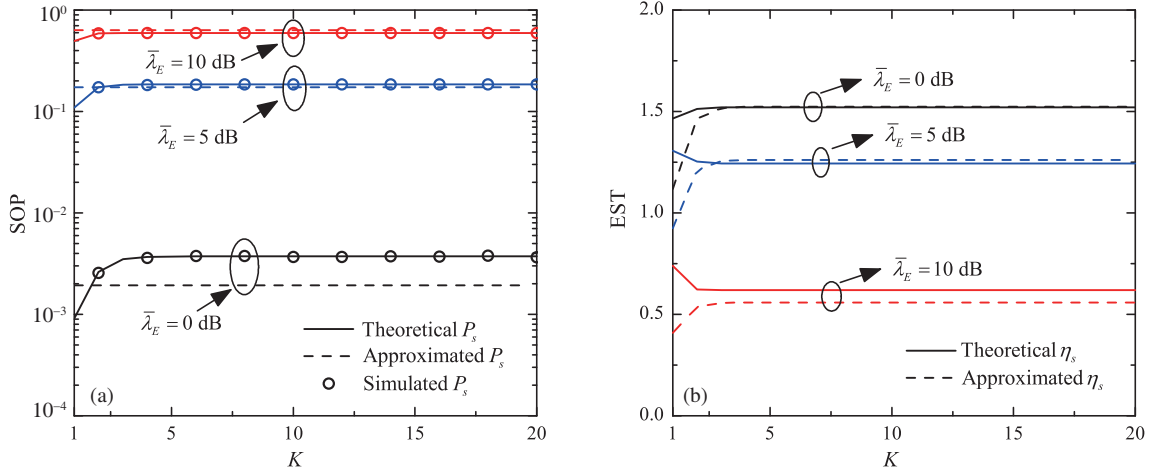 10⁰
10⁻¹
10⁻²
10⁻³
10⁻⁴
SOP
λ̄_E = 10 dB
λ̄_E = 5 dB
λ̄_E = 0 dB
Theoretical P_s
Approximated P_s
Simulated P_s
(a)
1 5 10 15 20
K
2.0
1.5
1.0
0.5
0.0
EST
λ̄_E = 0 dB
λ̄_E = 5 dB
λ̄_E = 10 dB
Theoretical η_s
Approximated η_s
(b)
1 5 10 15 20
K